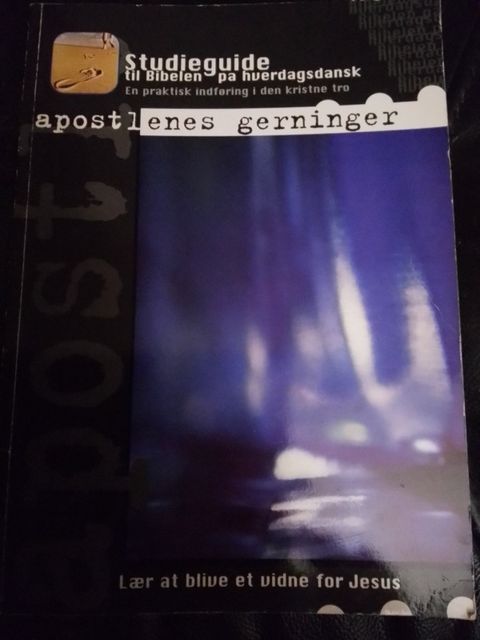 Studieguide
til Bibelen på hverdagsdansk
En praktisk indføring i den kristne tro
apostlenes gerninger
apostl
Lær at blive et vidne for Jesus